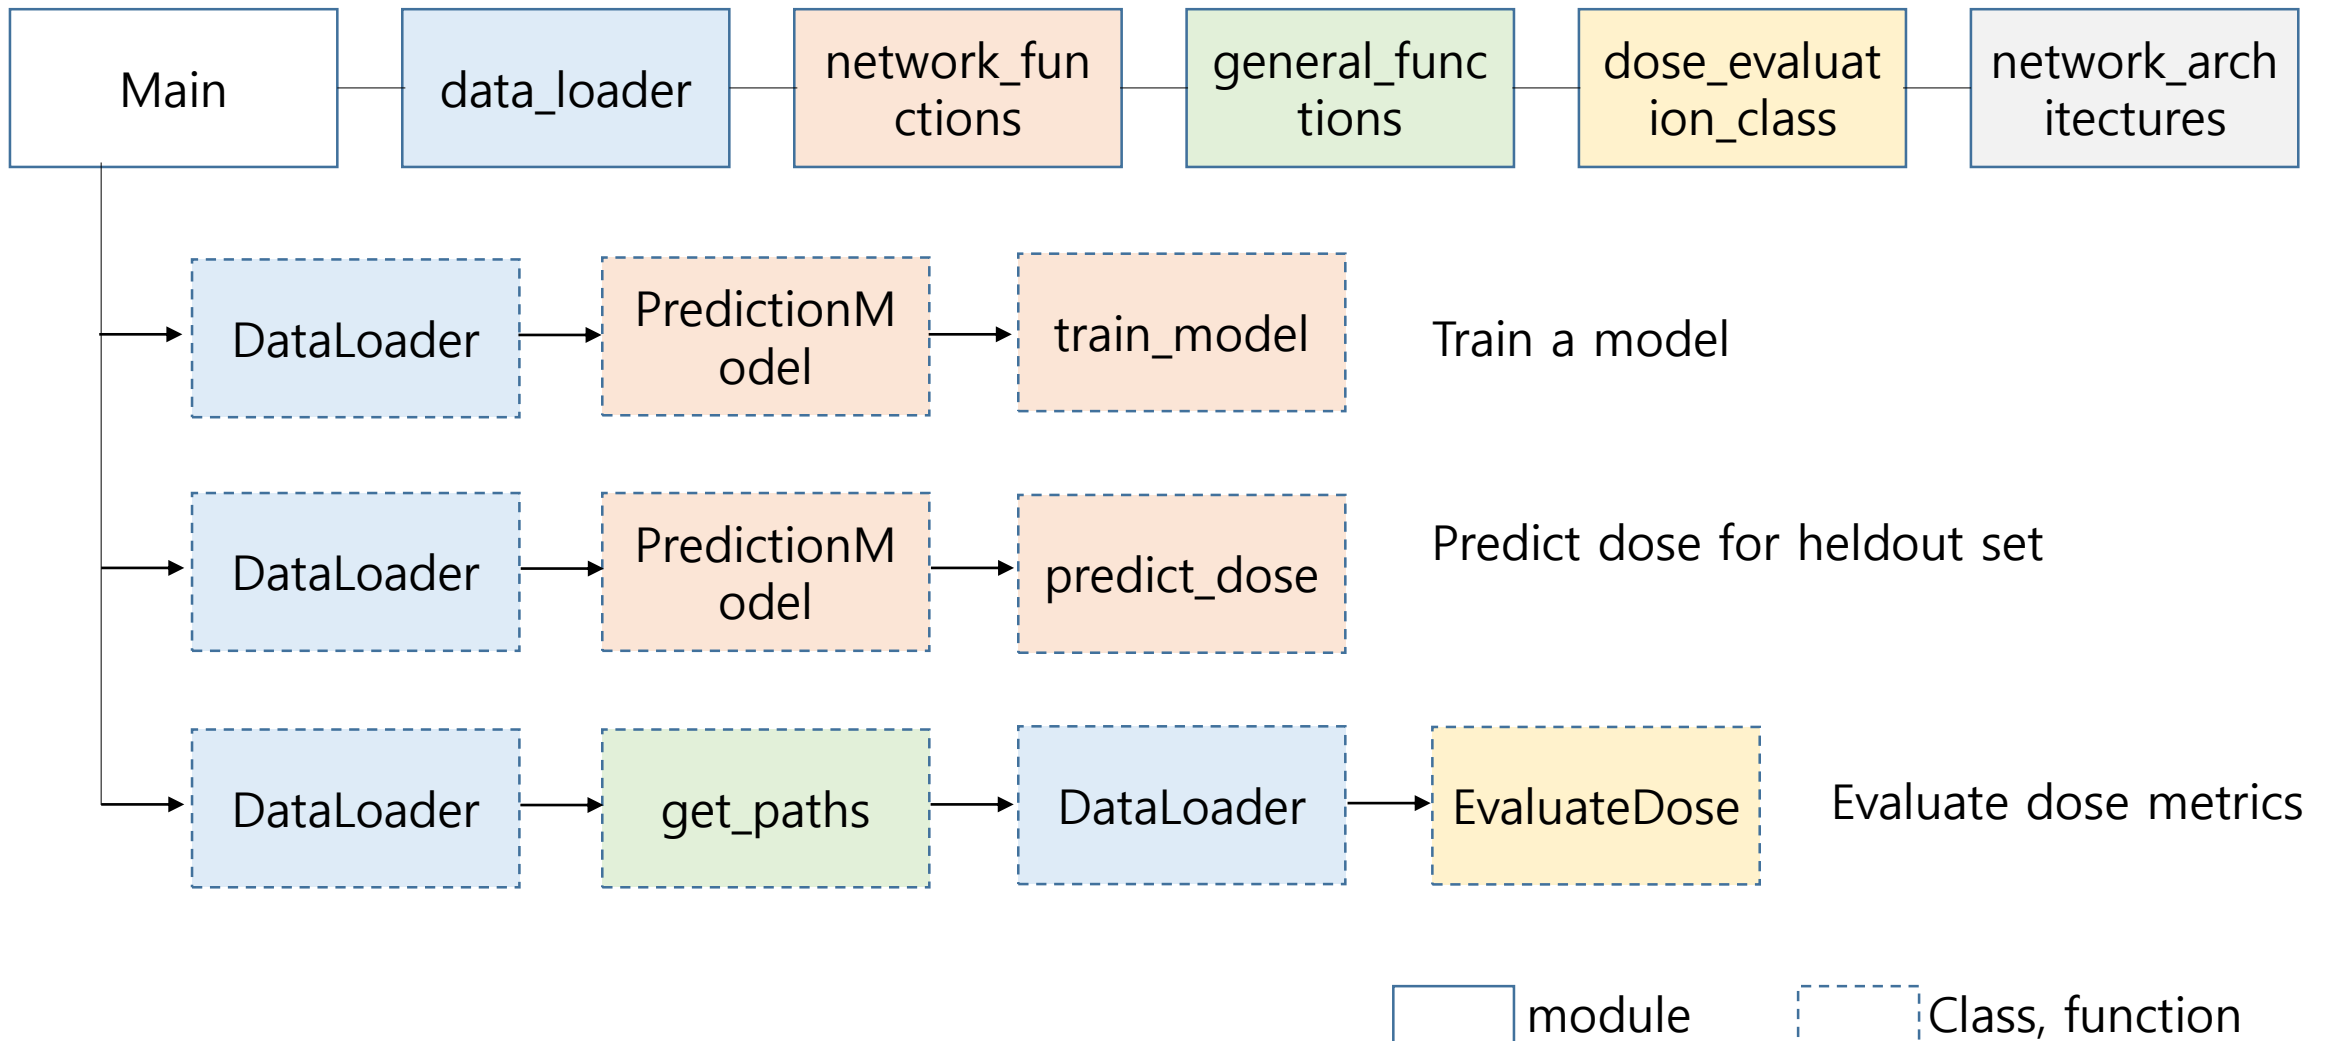 Main
data_loader
network_fun
ctions
general_func
tions
dose_evaluat
ion_class
network_arch
itectures
DataLoader
PredictionM
odel
train_model
Train a model
DataLoader
PredictionM
odel
predict_dose
Predict dose for heldout set
DataLoader
get_paths
DataLoader
EvaluateDose
Evaluate dose metrics
module
Class, function